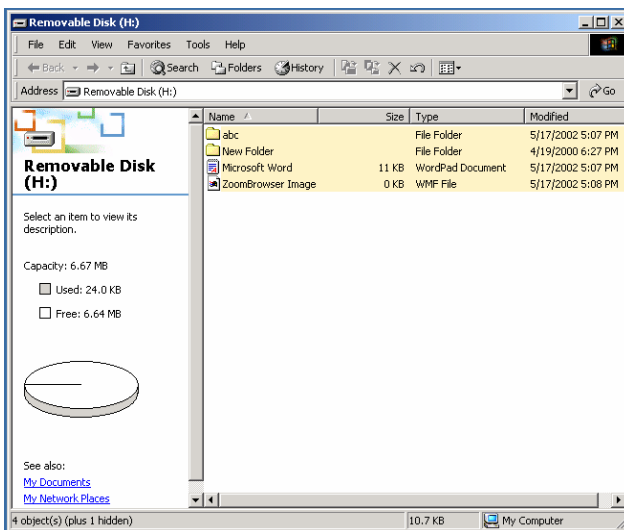 Removable Disk (H:)
File Edit View Favorites Tools Help
Back Search Folders History
Address Removable Disk (H:) Go
Name Size Type Modified
abc File Folder 5/17/2002 5:07 PM
New Folder File Folder 4/19/2000 6:27 PM
Microsoft Word 11 KB WordPad Document 5/17/2002 5:07 PM
ZoomBrowser Image 0 KB WMF File 5/17/2002 5:08 PM
Removable Disk
(H:)
Select an item to view its
description.
Capacity: 6.67 MB
Used: 24.0 KB
Free: 6.64 MB
See also:
My Documents
My Network Places
4 object(s) (plus 1 hidden) 10.7 KB My Computer